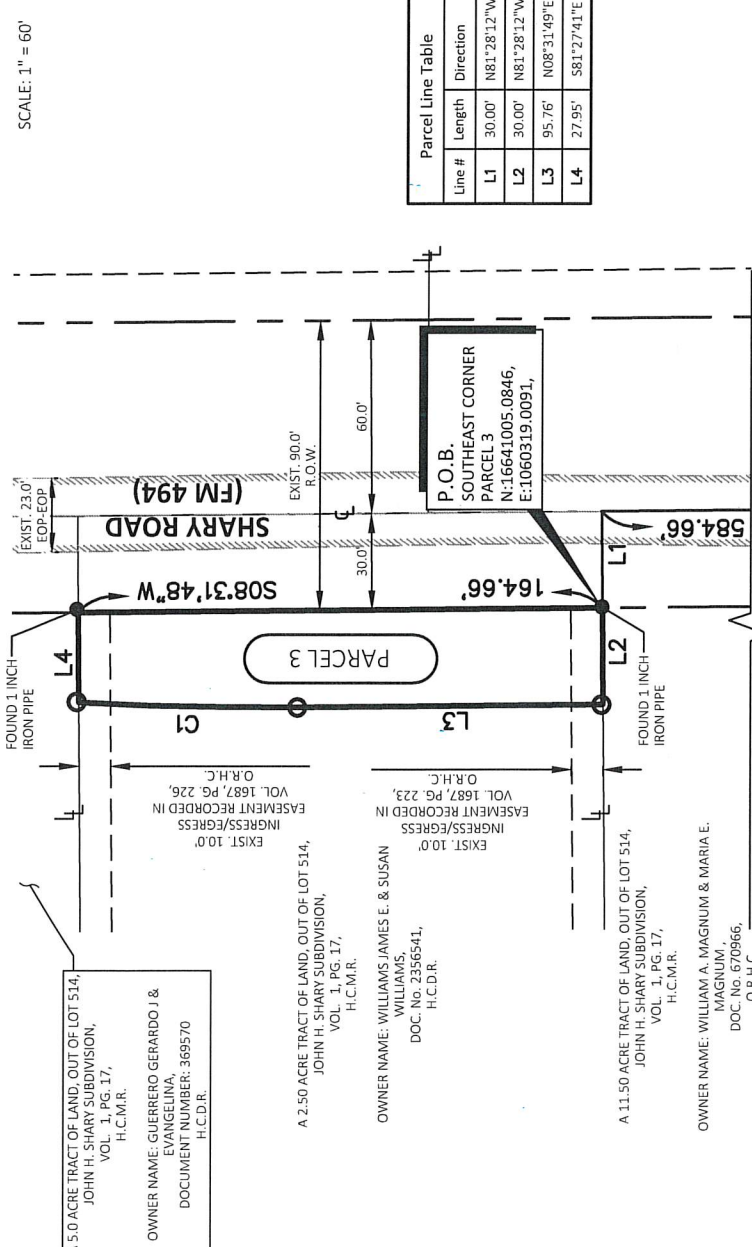 SCALE: 1" = 60'
Parcel Line Table
Line # Length Direction
L1 30.00' N81°28'12"W
L2 30.00' N81°28'12"W
L3 95.76' N08°31'49"E
L4 27.95' S81°27'41"E
FOUND 1 INCH
IRON PIPE
L4
S08°31'48"W
164.66'
PARCEL 3
C1
L3
L2
L1
584.66'
FOUND 1 INCH
IRON PIPE
EXIST. 23.0'
EOP-EOP
SHARY ROAD
(FM 494)
EXIST. 90.0'
R.O.W.
30.0'
60.0'
P.O.B.
SOUTHEAST CORNER
PARCEL 3
N:16641005.0846,
E:1060319.0091,
EXIST. 10.0'
INGRESS/EGRESS
EASEMENT RECORDED IN
VOL. 1687, PG. 226,
O.R.H.C.
EXIST. 10.0'
INGRESS/EGRESS
EASEMENT RECORDED IN
VOL. 1687, PG. 223,
O.R.H.C.
5.0 ACRE TRACT OF LAND, OUT OF LOT 514,
JOHN H. SHARY SUBDIVISION,
VOL. 1, PG. 17,
H.C.M.R.
OWNER NAME: GUERRERO GERARDO J &
EVANGELINA,
DOCUMENT NUMBER: 369570
H.C.D.R.
A 2.50 ACRE TRACT OF LAND, OUT OF LOT 514,
JOHN H. SHARY SUBDIVISION,
VOL. 1, PG. 17,
H.C.M.R.
OWNER NAME: WILLIAMS JAMES E. & SUSAN
WILLIAMS,
DOC. No. 2356541,
H.C.D.R.
A 11.50 ACRE TRACT OF LAND, OUT OF LOT 514,
JOHN H. SHARY SUBDIVISION,
VOL. 1, PG. 17,
H.C.M.R.
OWNER NAME: WILLIAM A. MAGNUM & MARIA E.
MAGNUM ,
DOC. No. 670966,
O.R.H.C.